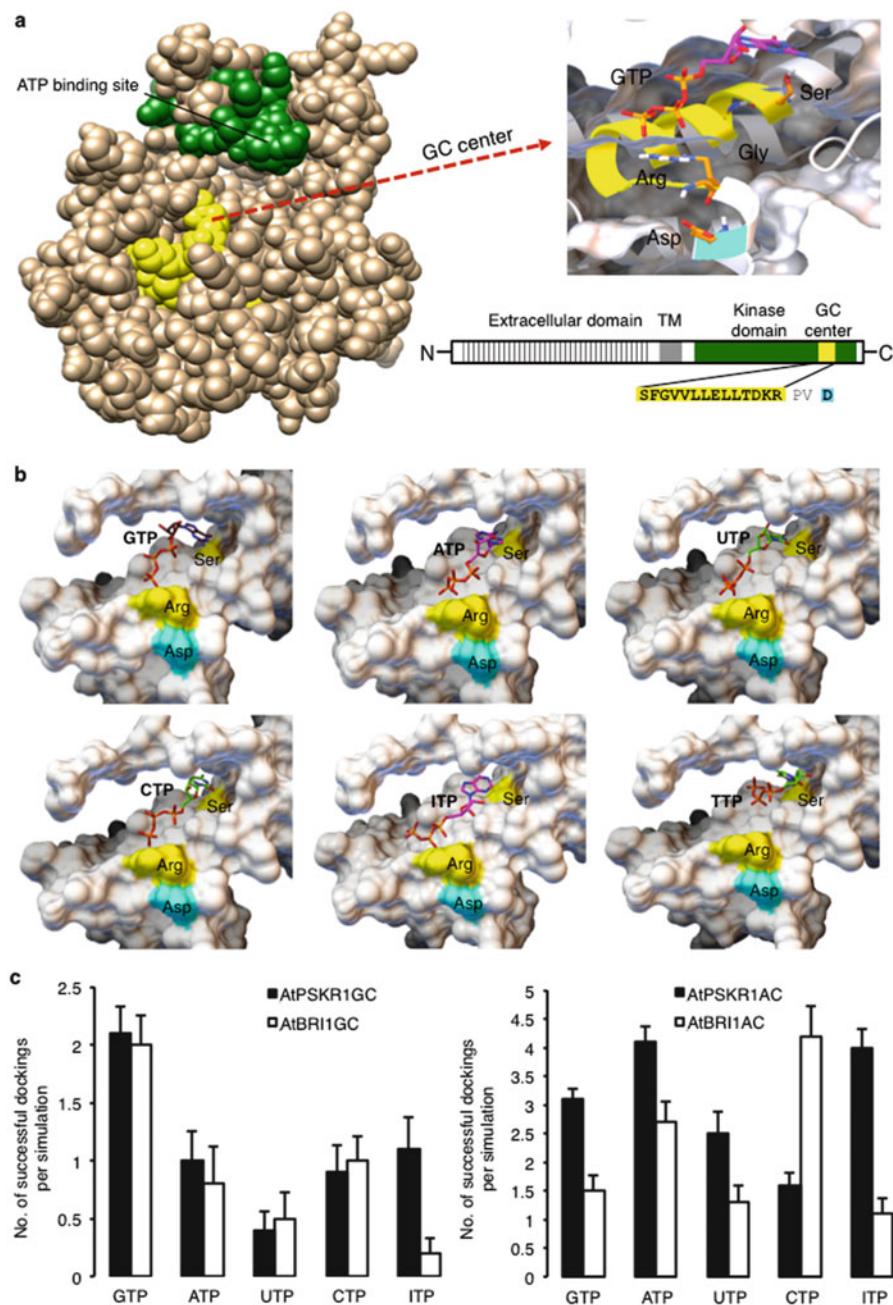 a
ATP binding site
GC center
GTP
Ser
Gly
Arg
Asp
Extracellular domain
TM
Kinase
domain
GC
center
N
C
SFGVVLLELLTDKR PV D
b
GTP
Ser
Arg
Asp
ATP
Ser
Arg
Asp
UTP
Ser
Arg
Asp
CTP
Ser
Arg
Asp
ITP
Ser
Arg
Asp
TTP
Ser
Arg
Asp
c
No. of successful dockings
per simulation
2.5
2
1.5
1
0.5
0
AtPSKR1GC
AtBRI1GC
GTP ATP UTP CTP ITP
No. of successful dockings
per simulation
5
4.5
4
3.5
3
2.5
2
1.5
1
0.5
0
AtPSKR1AC
AtBRI1AC
GTP ATP UTP CTP ITP